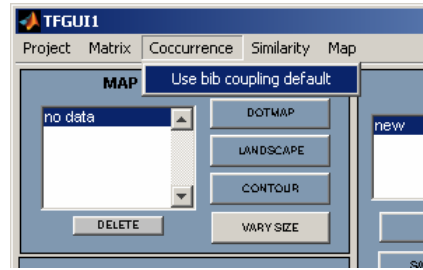 TFGUI1
Project Matrix Coccurrence Similarity Map
Use bib coupling default
MAP
no data
DOTMAP
new
LANDSCAPE
CONTOUR
DELETE
VARY SIZE